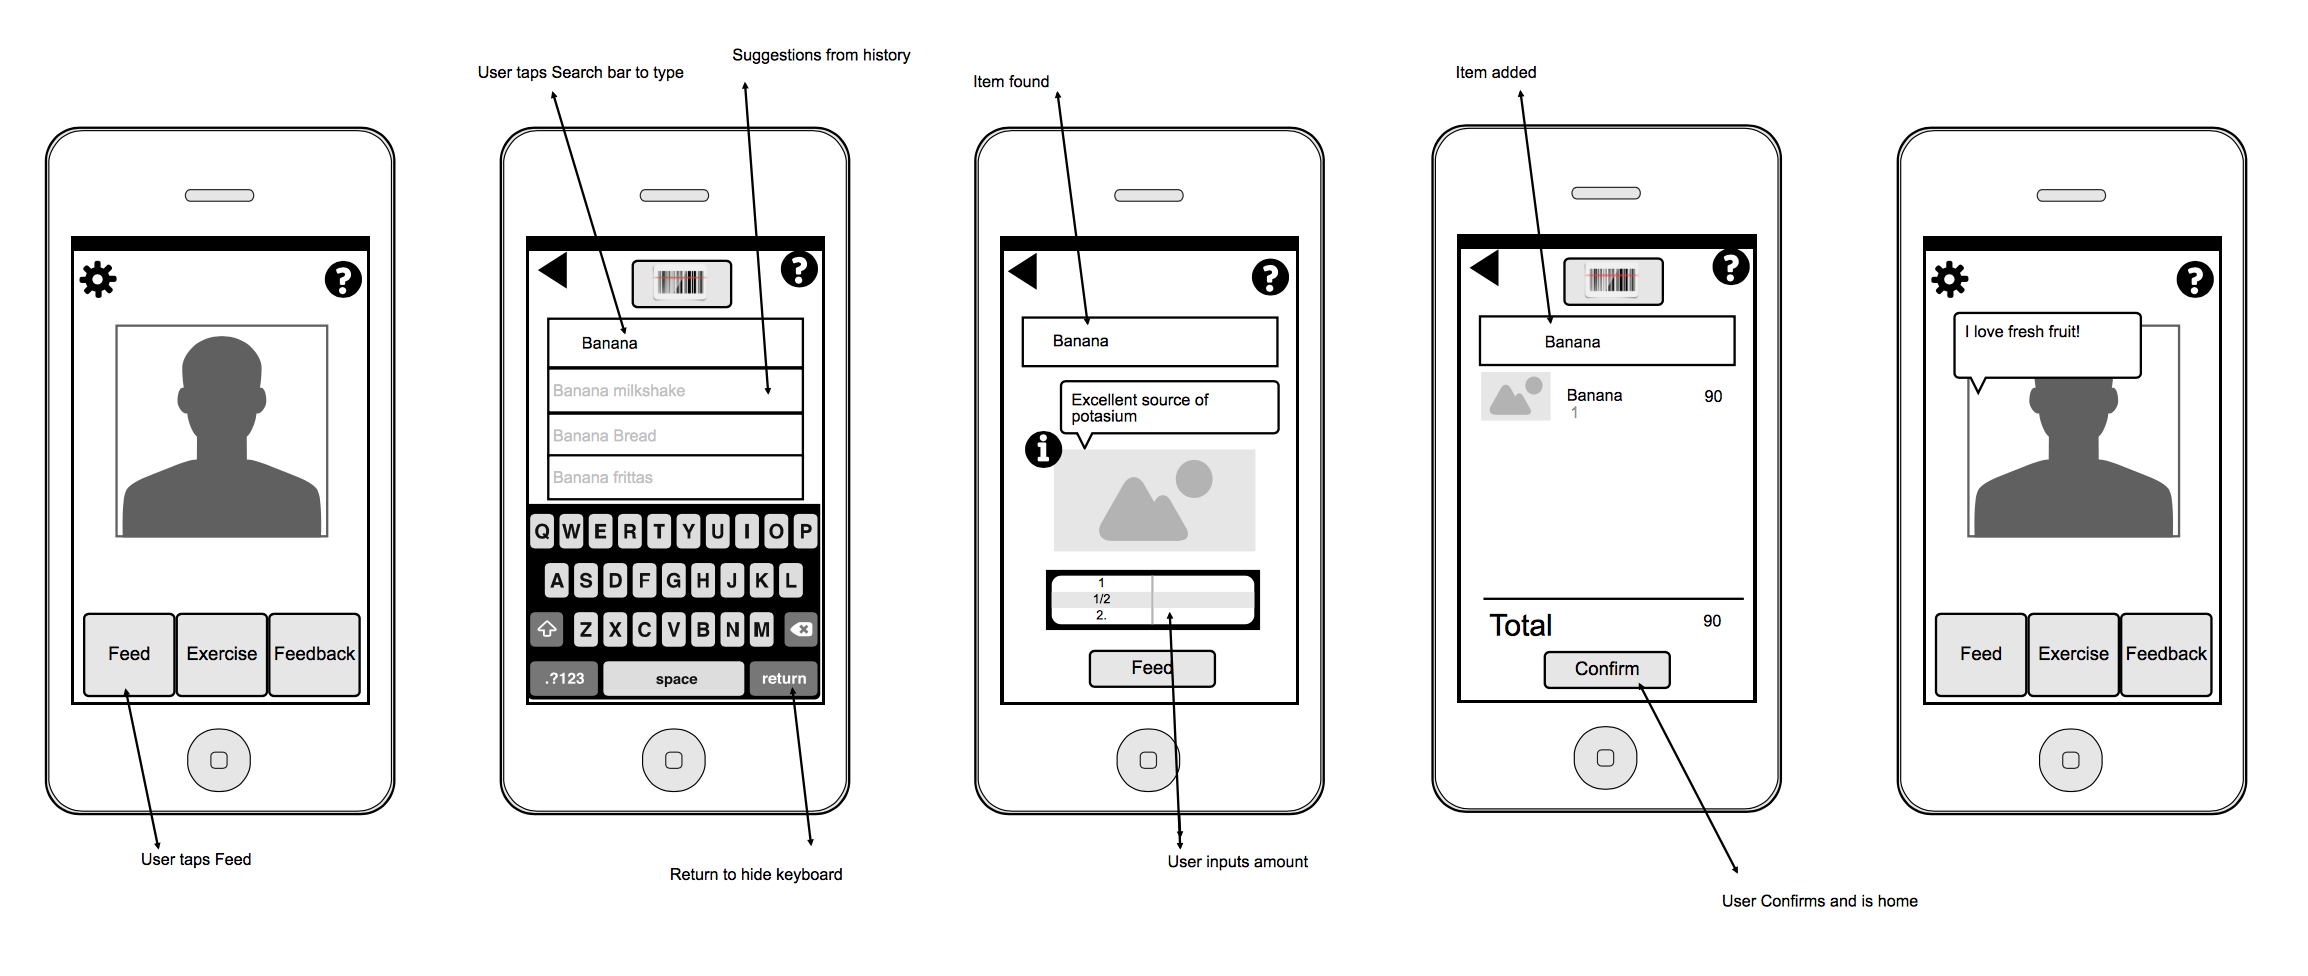 Suggestions from history
User taps Search bar to type
Item found
Item added
?
Feed
Exercise
Feedback
User taps Feed
?
Banana
Banana milkshake
Banana Bread
Banana frittas
Q W E R T Y U I O P
A S D F G H J K L
Z X C V B N M
.?123
space
return
Return to hide keyboard
?
Banana
Excellent source of
potasium
i
1
1/2
2.
Feed
User inputs amount
?
Banana
Banana 90
1
Total 90
Confirm
User Confirms and is home
?
I love fresh fruit!
Feed
Exercise
Feedback